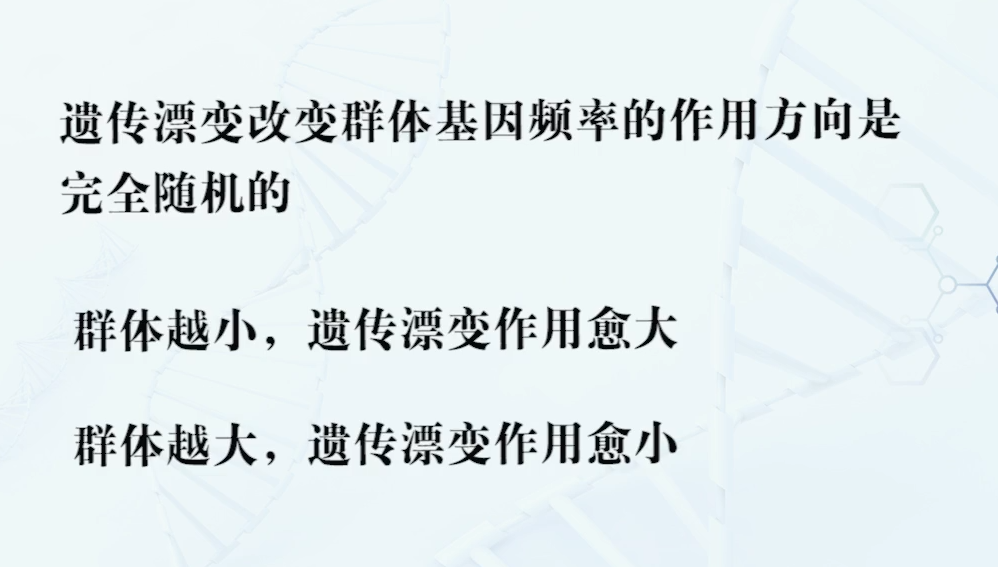 遗传漂变改变群体基因频率的作用方向是
完全随机的
群体越小，遗传漂变作用愈大
群体越大，遗传漂变作用愈小